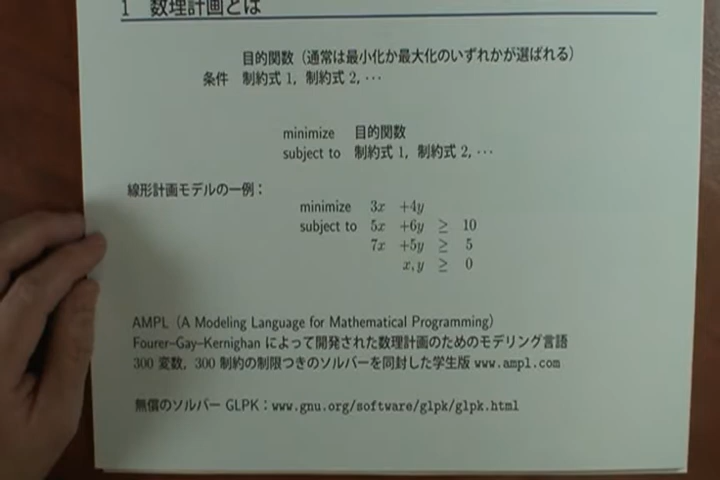 1 数理計画とは
目的関数（通常は最小化か最大化のいずれかが選ばれる）
条件 制約式 1, 制約式 2, ⋯
minimize 目的関数
subject to 制約式 1, 制約式 2, ⋯
線形計画モデルの一例：
minimize 3x +4y
subject to 5x +6y ≥ 10
7x +5y ≥ 5
x, y ≥ 0
AMPL（A Modeling Language for Mathematical Programming）
Fourer–Gay–Kernighan によって開発された数理計画のためのモデリング言語
300 変数, 300 制約の制限つきのソルバーを同封した学生版 www.ampl.com
無償のソルバー GLPK：www.gnu.org/software/glpk/glpk.html